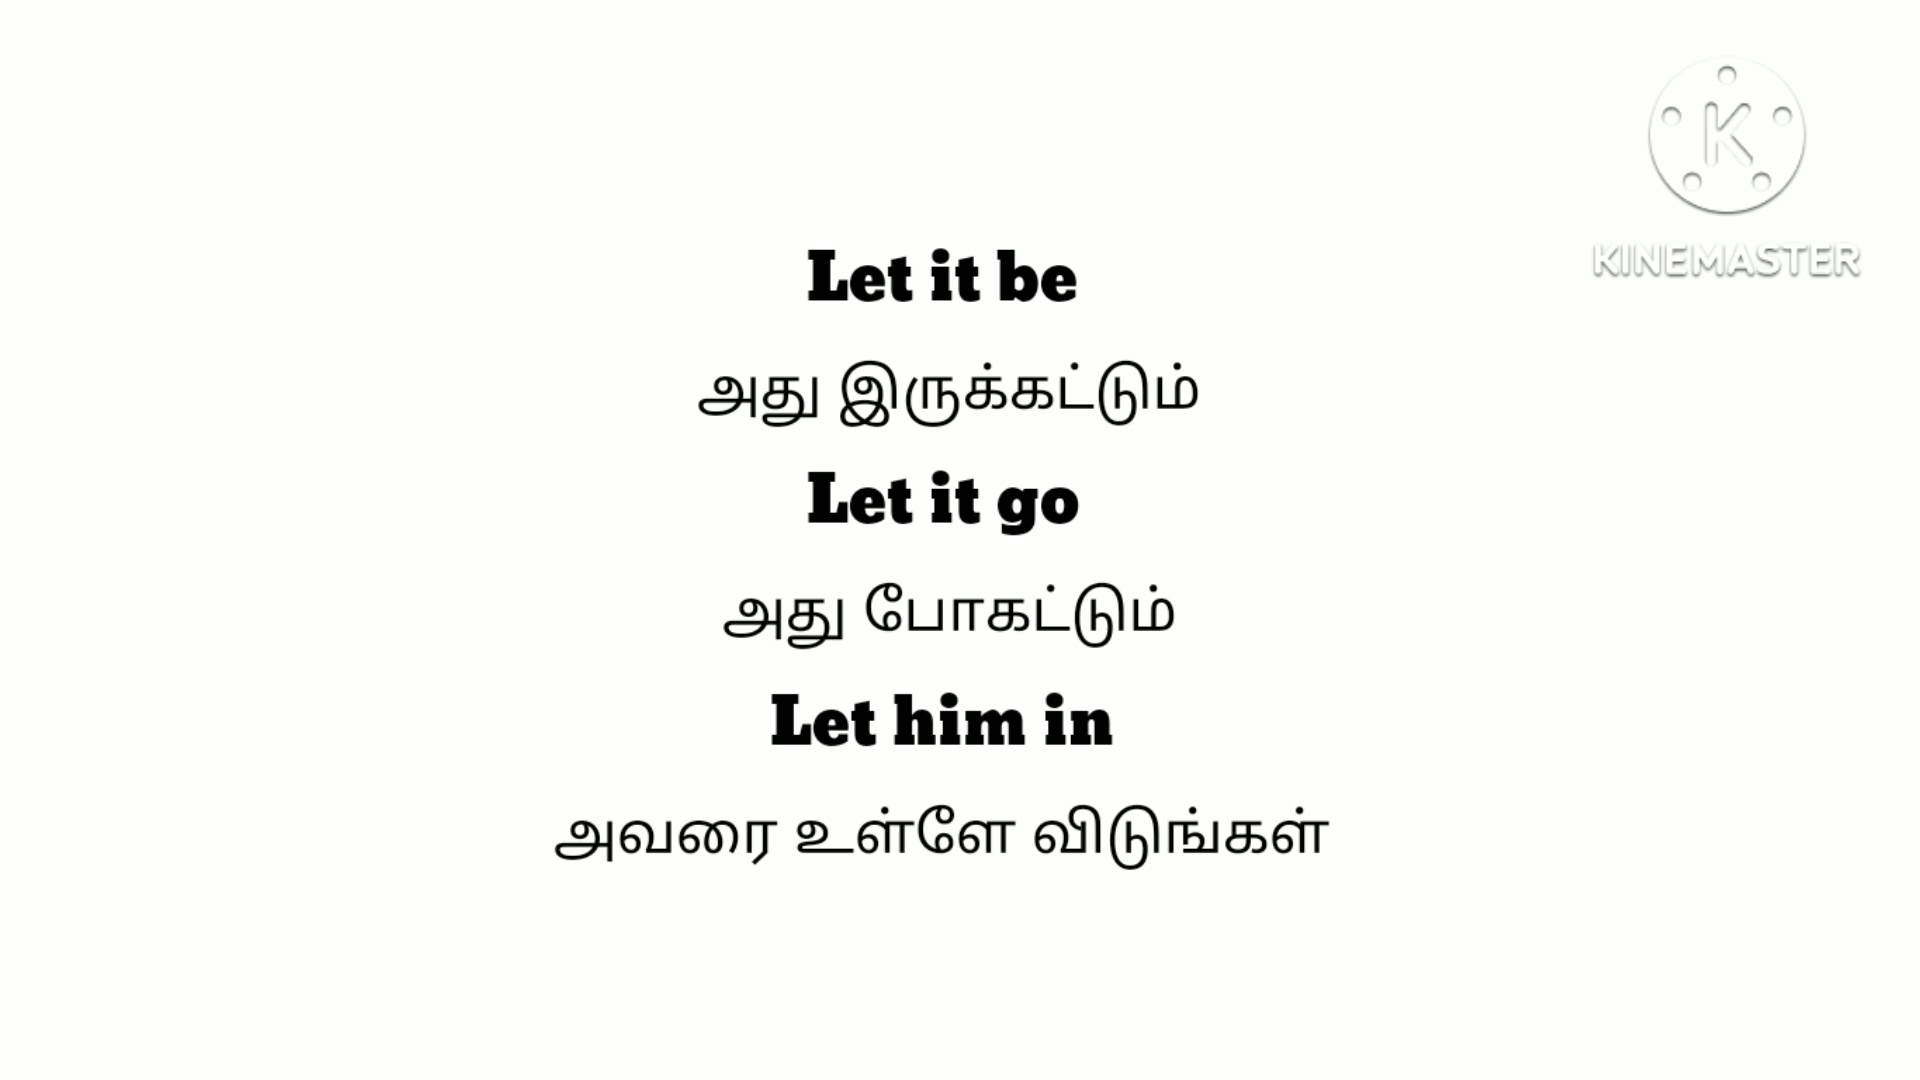 K
KINEMASTER
Let it be
அது இருக்கட்டும்
Let it go
அது போகட்டும்
Let him in
அவரை உள்ளே விடுங்கள்